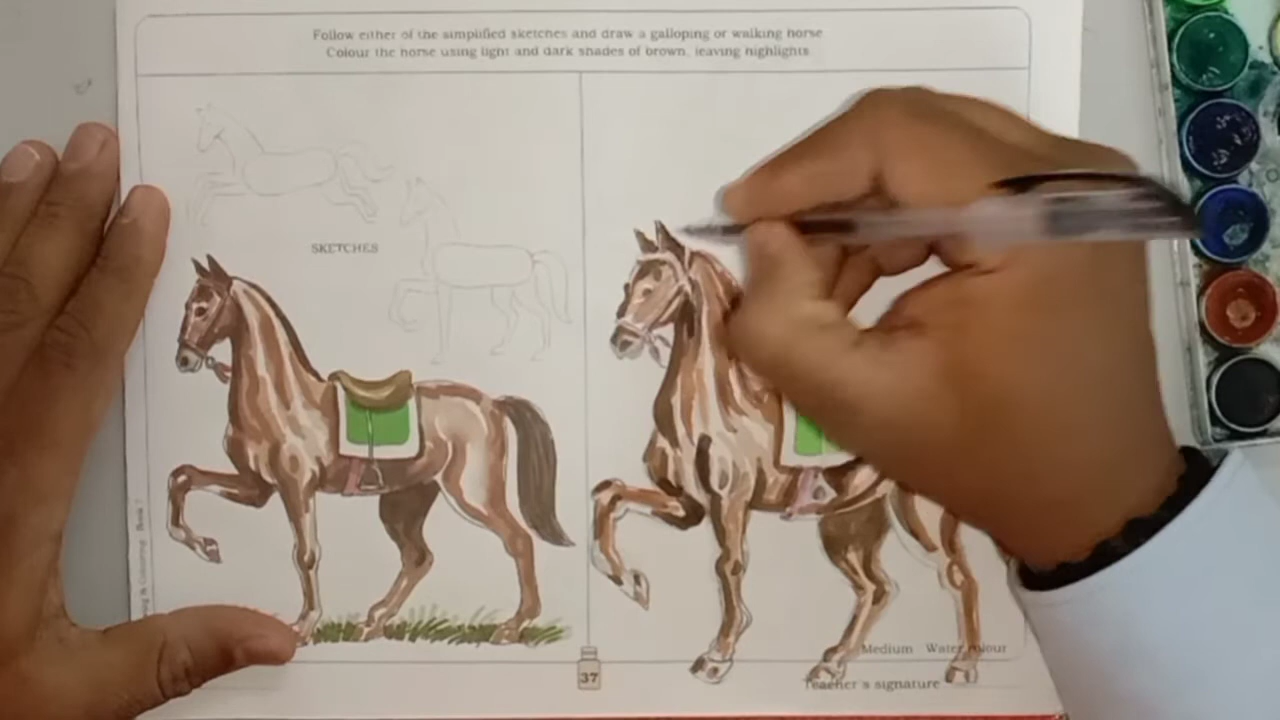 Follow either of the simplified sketches and draw a galloping or walking horse
Colour the horse using light and dark shades of brown, leaving highlights
SKETCHES
37
Medium Water colour
Teacher's signature